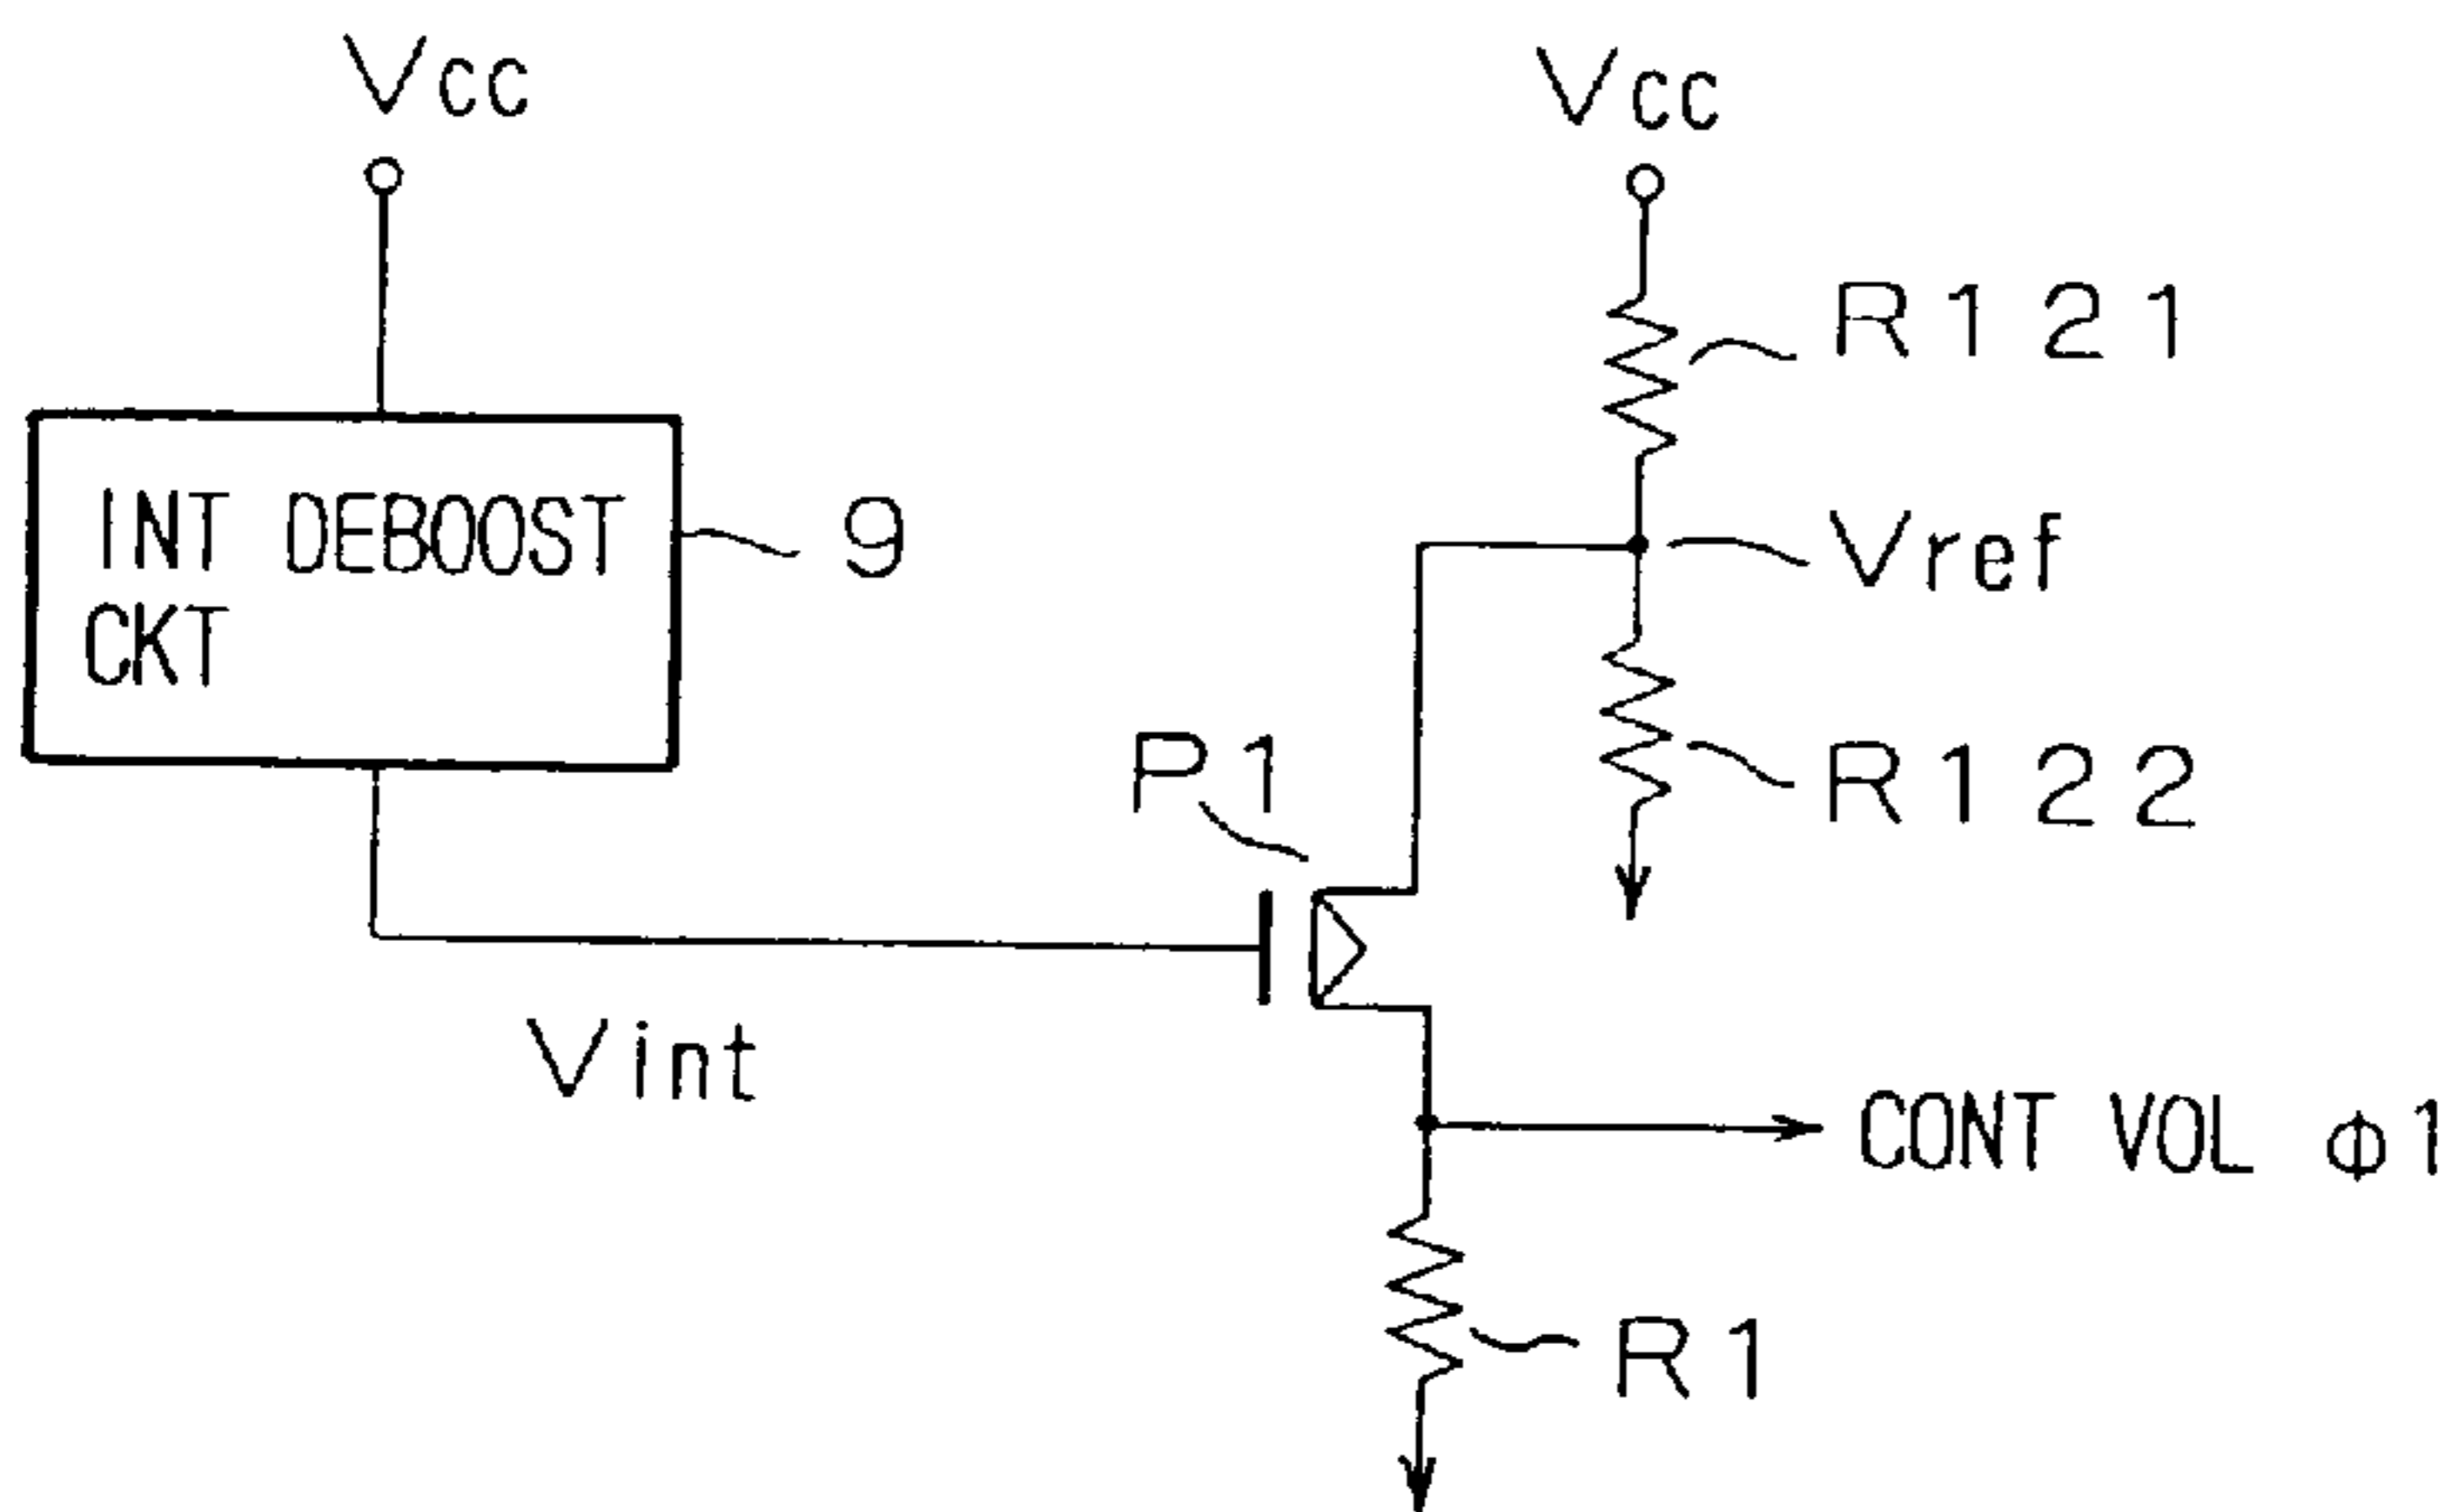 Vcc
Vcc
R121
INT DEBOOST
CKT
9
Vref
P1
R122
Vint
CONT VOL φ1
R1